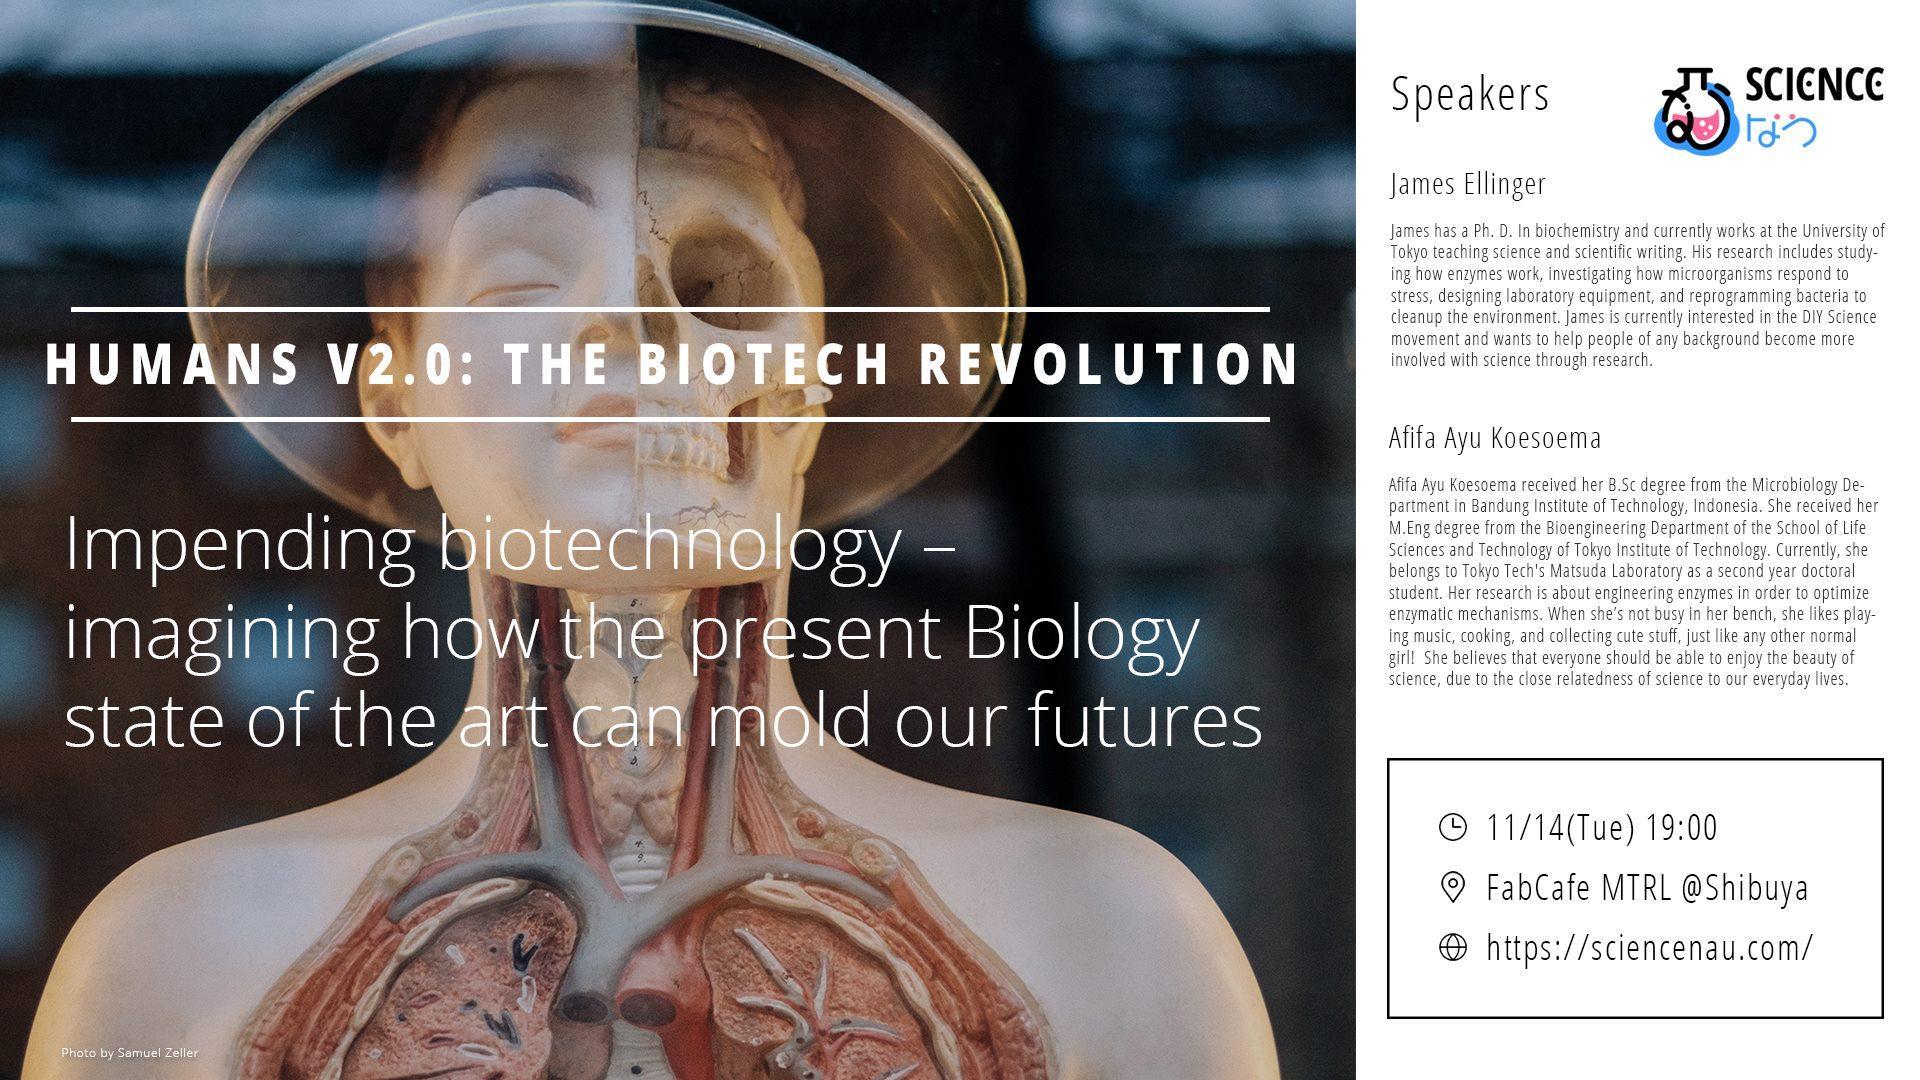 HUMANS V2.0: THE BIOTECH REVOLUTION
Impending biotechnology –
imagining how the present Biology
state of the art can mold our futures
5.
2
4.
9.
Photo by Samuel Zeller
Speakers
SCIENCE
なう
James Ellinger
James has a Ph. D. In biochemistry and currently works at the University of
Tokyo teaching science and scientific writing. His research includes study-
ing how enzymes work, investigating how microorganisms respond to
stress, designing laboratory equipment, and reprogramming bacteria to
cleanup the environment. James is currently interested in the DIY Science
movement and wants to help people of any background become more
involved with science through research.
Afifa Ayu Koesoema
Afifa Ayu Koesoema received her B.Sc degree from the Microbiology De-
partment in Bandung Institute of Technology, Indonesia. She received her
M.Eng degree from the Bioengineering Department of the School of Life
Sciences and Technology of Tokyo Institute of Technology. Currently, she
belongs to Tokyo Tech's Matsuda Laboratory as a second year doctoral
student. Her research is about engineering enzymes in order to optimize
enzymatic mechanisms. When she’s not busy in her bench, she likes play-
ing music, cooking, and collecting cute stuff, just like any other normal
girl!  She believes that everyone should be able to enjoy the beauty of
science, due to the close relatedness of science to our everyday lives.
11/14(Tue) 19:00
FabCafe MTRL @Shibuya
https://sciencenau.com/